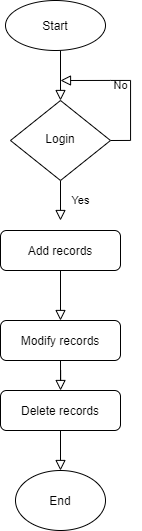 Start
No
Login
Yes
Add records
Modify records
Delete records
End